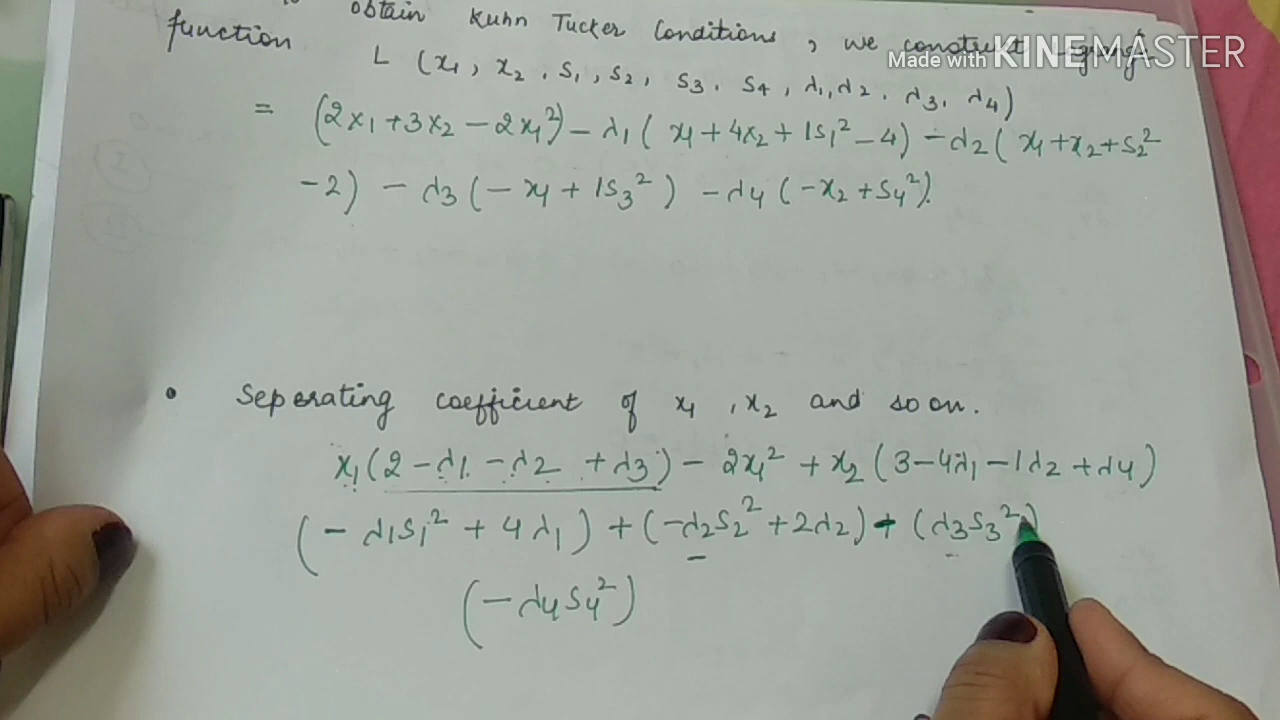 obtain Kuhn Tucker Conditions, we construct
function L (x1, x2, S1, S2, S3, S4, λ1, λ2, λ3, λ4)
Made with KINEMASTER
= (2x1 + 3x2 - 2x1²) - λ1 (x1 + 4x2 + 1S1² - 4) - λ2 (x1 + x2 + S2²
-2) - λ3 (-x1 + 1S3²) - λ4 (-x2 + S4²).
• Seperating coefficient of x1, x2 and so on.
x1 (2 - λ1 - λ2 + λ3) - 2x1² + x2 (3 - 4λ1 - 1λ2 + λ4)
(-λ1S1² + 4λ1) + (-λ2S2² + 2λ2) - (λ3S3²)
(-λ4S4²)